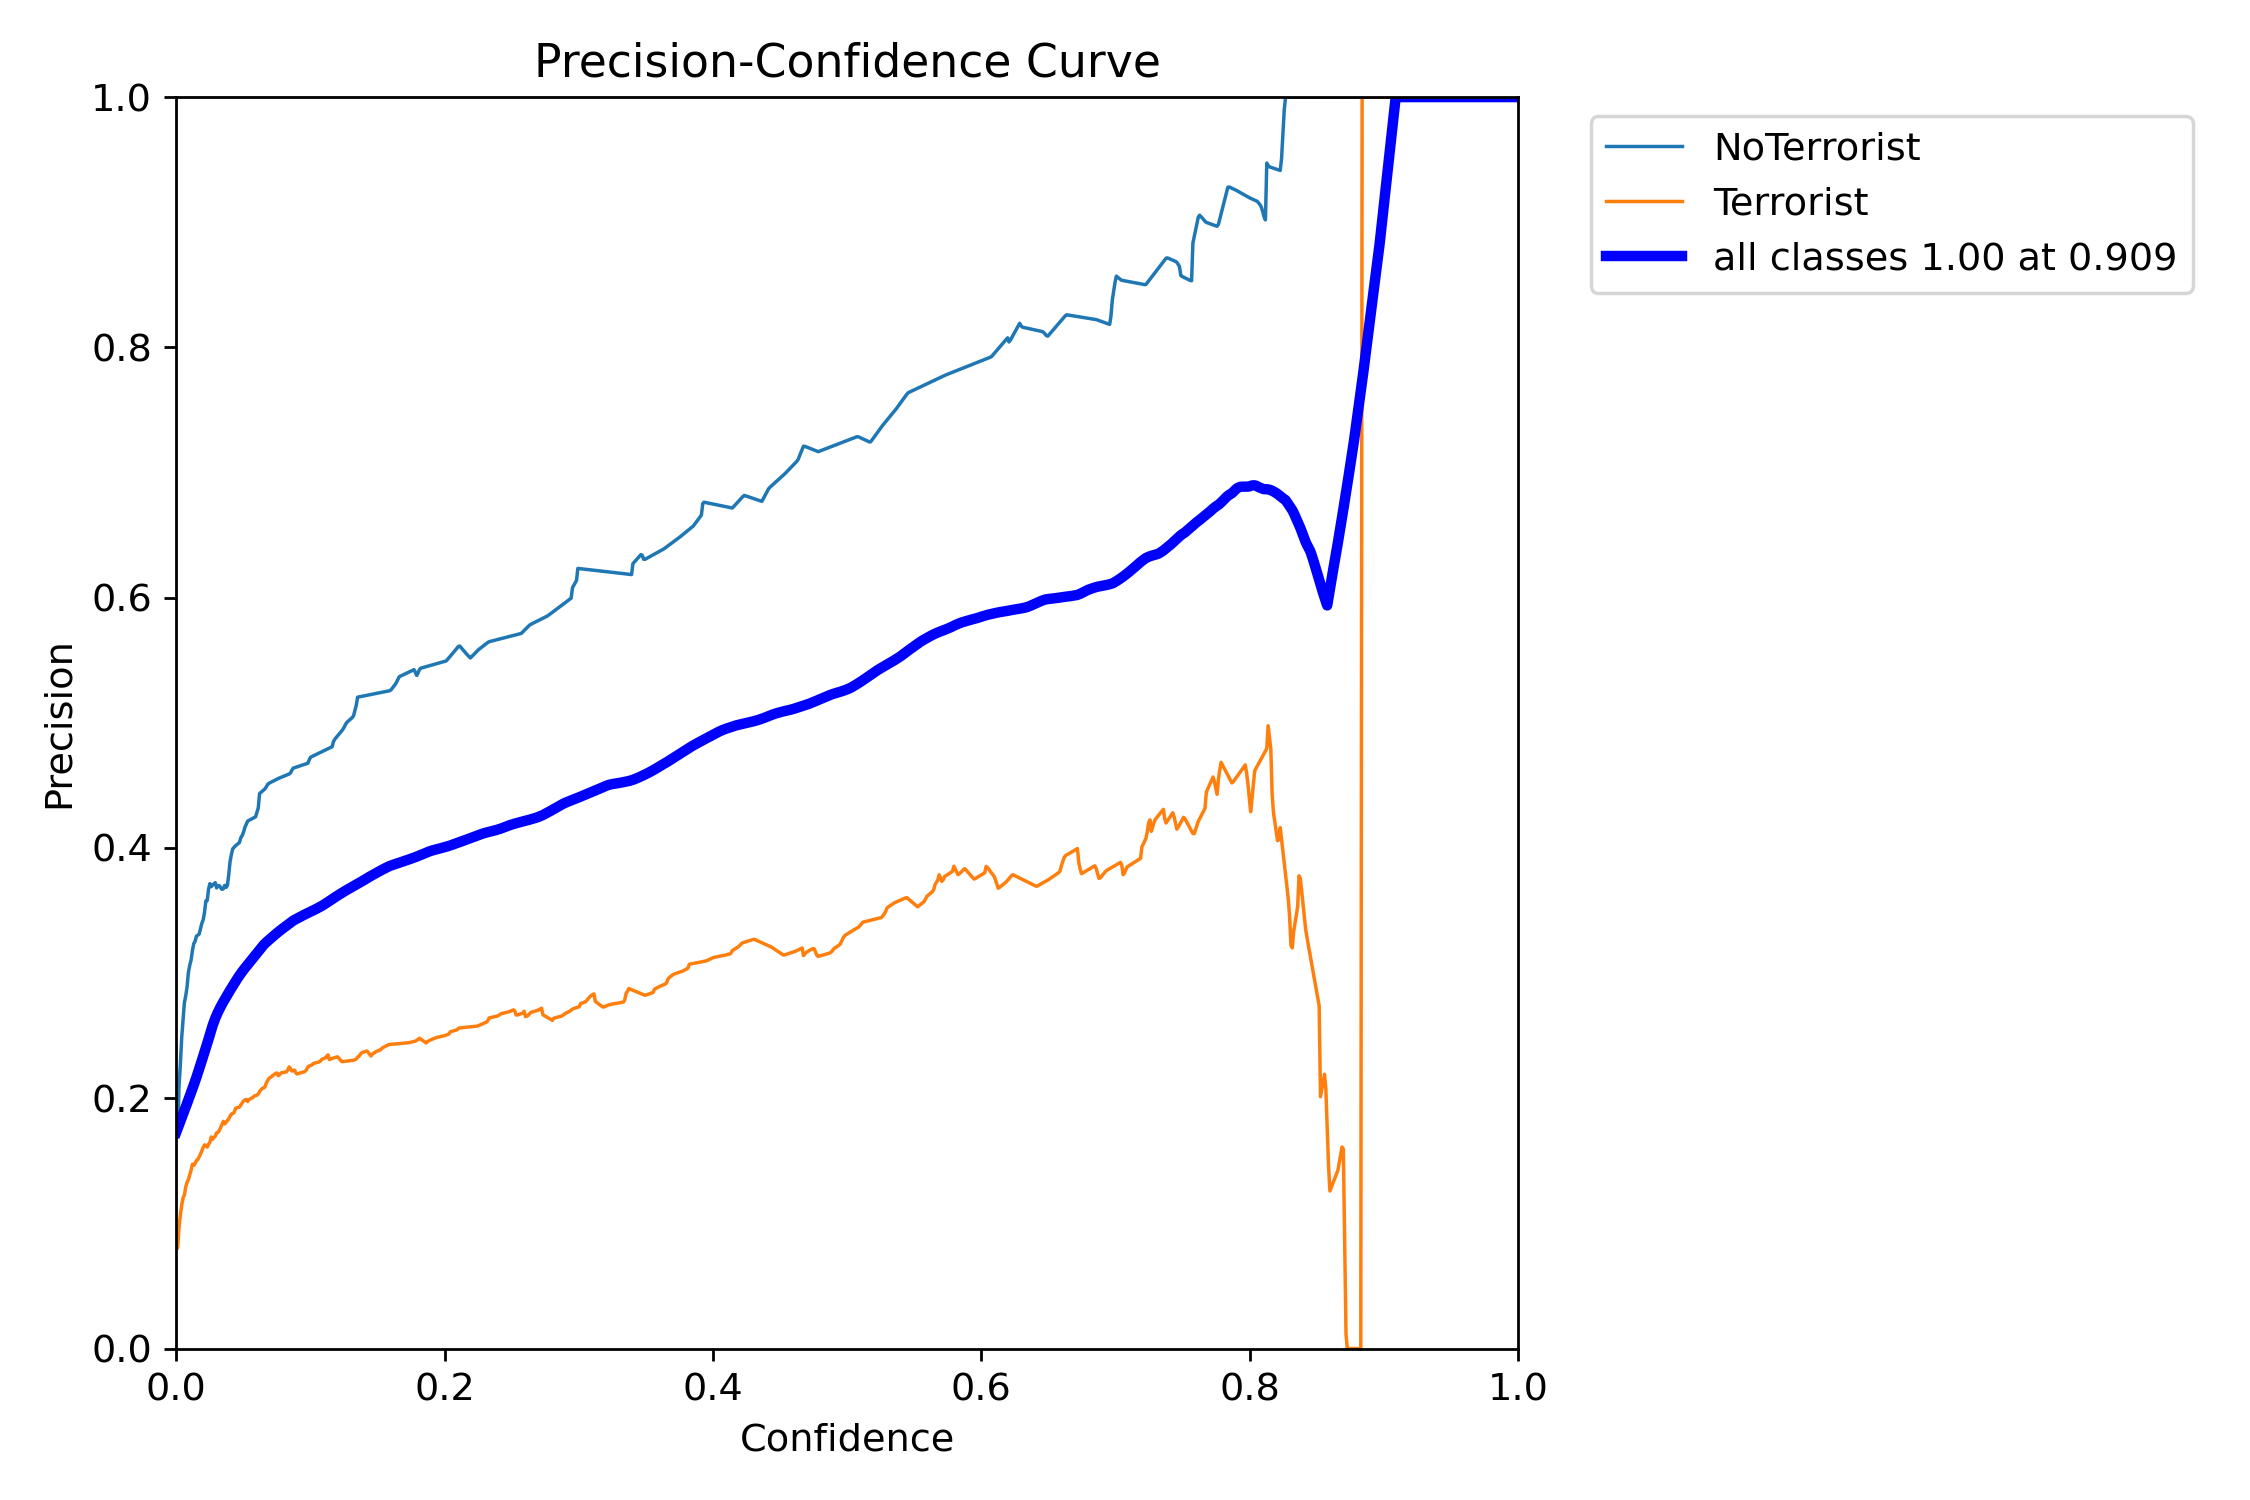 Precision-Confidence Curve
1.0
0.8
0.6
0.4
0.2
0.0
Precision
0.0 0.2 0.4 0.6 0.8 1.0
Confidence
NoTerrorist
Terrorist
all classes 1.00 at 0.909